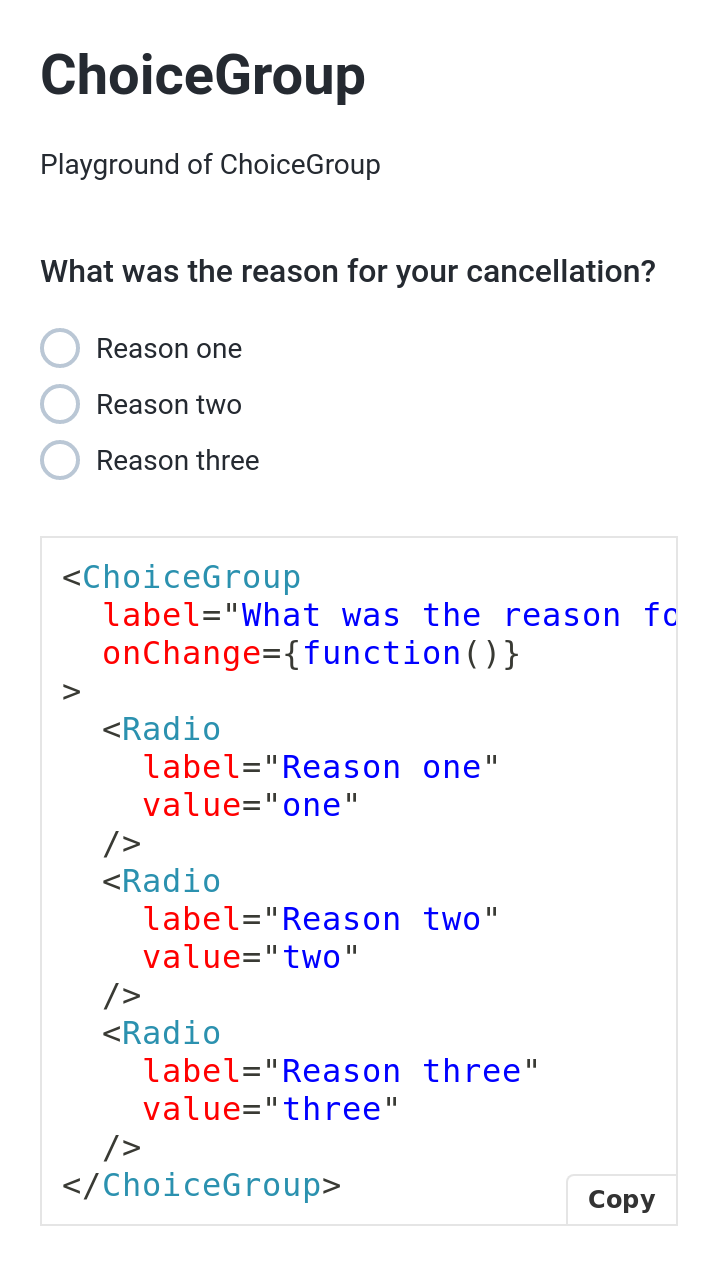 ChoiceGroup
Playground of ChoiceGroup
What was the reason for your cancellation?
Reason one
Reason two
Reason three
<ChoiceGroup
  label="What was the reason fo
  onChange={function()}
>
  <Radio
    label="Reason one"
    value="one"
  />
  <Radio
    label="Reason two"
    value="two"
  />
  <Radio
    label="Reason three"
    value="three"
  />
</ChoiceGroup>
Copy